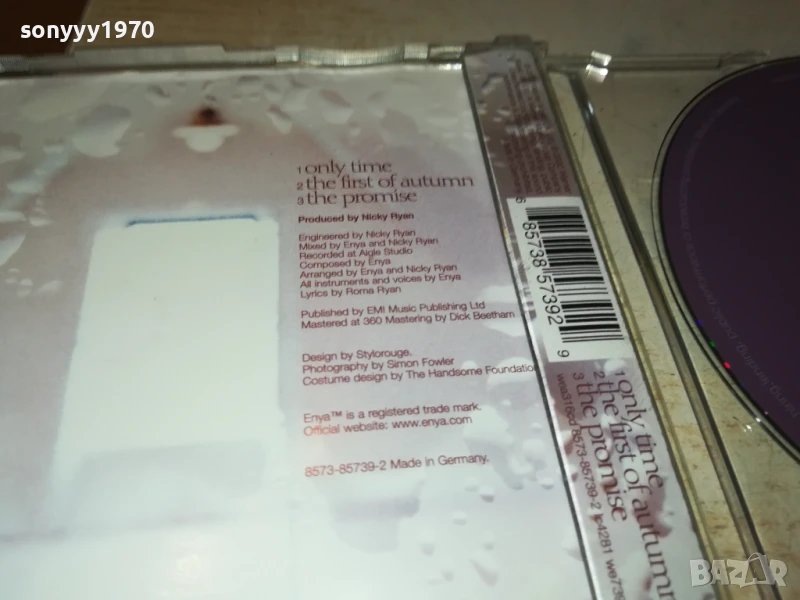 sonyyy1970
1 only time
2 the first of autumn
3 the promise
Produced by Nicky Ryan
Engineered by Nicky Ryan
Mixed by Enya and Nicky Ryan
Recorded at Aigle Studio
Composed by Enya
Arranged by Enya and Nicky Ryan
All instruments and voices by Enya
Lyrics by Roma Ryan
Published by EMI Music Publishing Ltd
Mastered at 360 Mastering by Dick Beetham
Design by Stylorouge.
Photography by Simon Fowler
Costume design by The Handsome Foundatio
Enya™ is a registered trade mark.
Official website: www.enya.com
8573-85739-2 Made in Germany.
6 85738 57392 9
1 only time
2 the first of autumn
3 the promise
wea316cd 8573-85739-2 we739
BAZAR